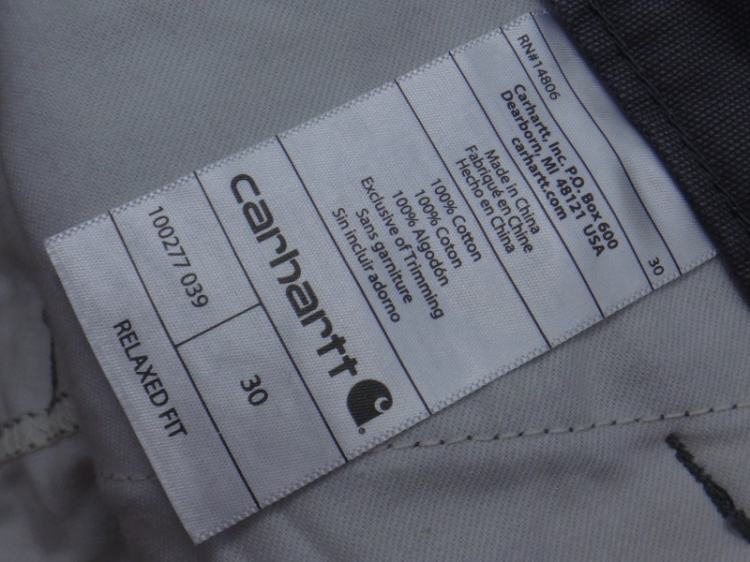 RELAXED FIT
100277 039
30
carhartt
100% Cotton
100% Coton
100% Algodón
Exclusive of Trimming
Sans garniture
Sin incluir adorno
Made in China
Fabriqué en Chine
Hecho en China
Carhartt, Inc. P.O. Box 600
Dearborn, MI 48121 USA
carhartt.com
RN#14806
30